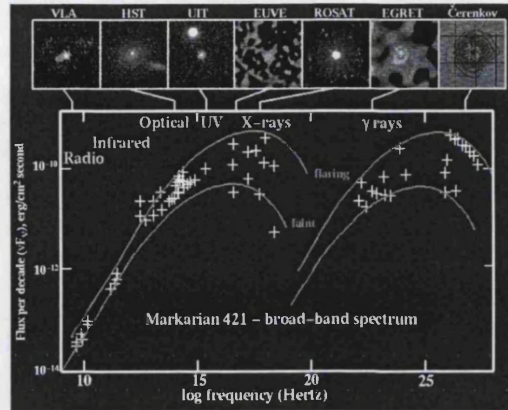 VLA HST UIT EUVE ROSAT EGRET Čerenkov
Optical UV X-rays γ rays
Infrared
Radio
flaring
faint
Markarian 421 – broad-band spectrum
Flux per decade (νFν), erg/cm² second
10⁻¹⁰
10⁻¹²
10⁻¹⁴
10 15 20 25
log frequency (Hertz)